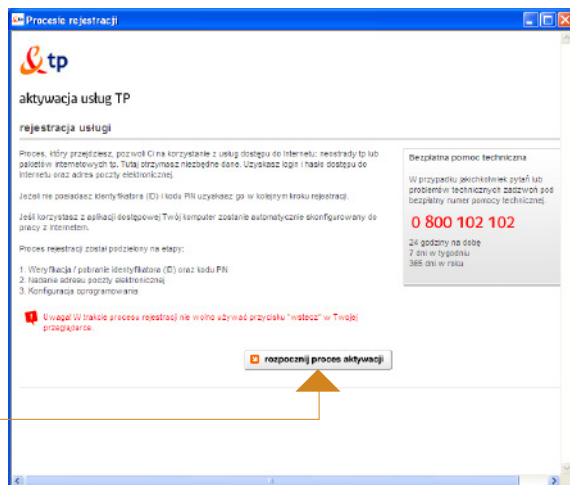 Procesie rejestracji
tp
aktywacja usług TP
rejestracja usługi
Proces, który przejdziesz, pozwoli Ci na korzystanie z usług dostępu do Internetu: neostrady tp lub
pakietów internetowych tp. Tutaj otrzymasz niezbędne dane. Uzyskasz login i hasło dostępu do
Internetu oraz adres poczty elektronicznej.
Jeżeli nie posiadasz identyfikatora (ID) i kodu PIN uzyskasz go w kolejnym kroku rejestracji.
Jeśli korzystasz z aplikacji dostępowej Twój komputer zostanie automatycznie skonfigurowany do
pracy z Internetem.
Proces rejestracji został podzielony na etapy:
1. Weryfikacja / pobranie identyfikatora (ID) oraz kodu PIN
2. Nadanie adresu poczty elektronicznej
3. Konfiguracja oprogramowania
! Uwaga! W trakcie procesu rejestracji nie wolno używać przycisku "wstecz" w Twojej
przeglądarce.
rozpocznij proces aktywacji
Bezpłatna pomoc techniczna
W przypadku jakichkolwiek pytań lub
problemów technicznych zadzwoń pod
bezpłatny numer pomocy technicznej.
0 800 102 102
24 godziny na dobę
7 dni w tygodniu
365 dni w roku